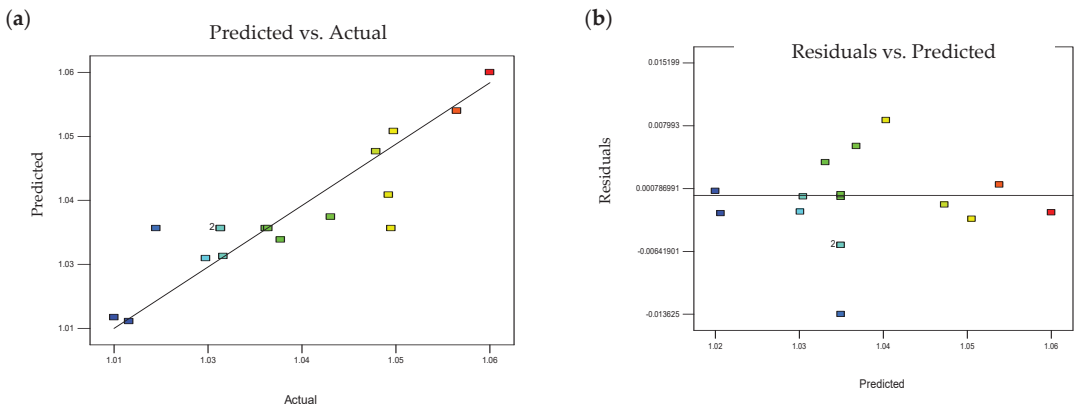 (a)
Predicted vs. Actual
1.06
1.05
1.04
1.03
1.01
Predicted
2
1.01
1.03
1.04
1.05
1.06
Actual
(b)
Residuals vs. Predicted
0.015199
0.007993
0.000786991
-0.00641901
-0.013625
Residuals
2
1.02
1.03
1.04
1.05
1.06
Predicted